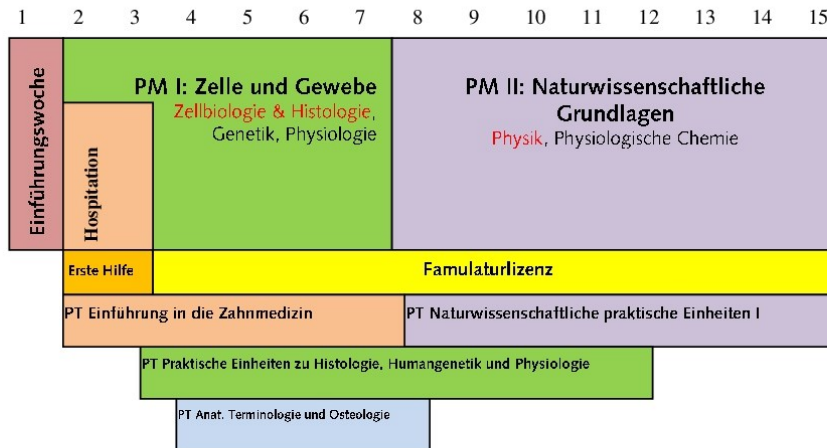 1 2 3 4 5 6 7 8 9 10 11 12 13 14 15
Einführungswoche
PM I: Zelle und Gewebe
Zellbiologie & Histologie,
Genetik, Physiologie
PM II: Naturwissenschaftliche
Grundlagen
Physik, Physiologische Chemie
Hospitation
Erste Hilfe
Famulaturlizenz
PT Einführung in die Zahnmedizin
PT Naturwissenschaftliche praktische Einheiten I
PT Praktische Einheiten zu Histologie, Humangenetik und Physiologie
PT Anat. Terminologie und Osteologie